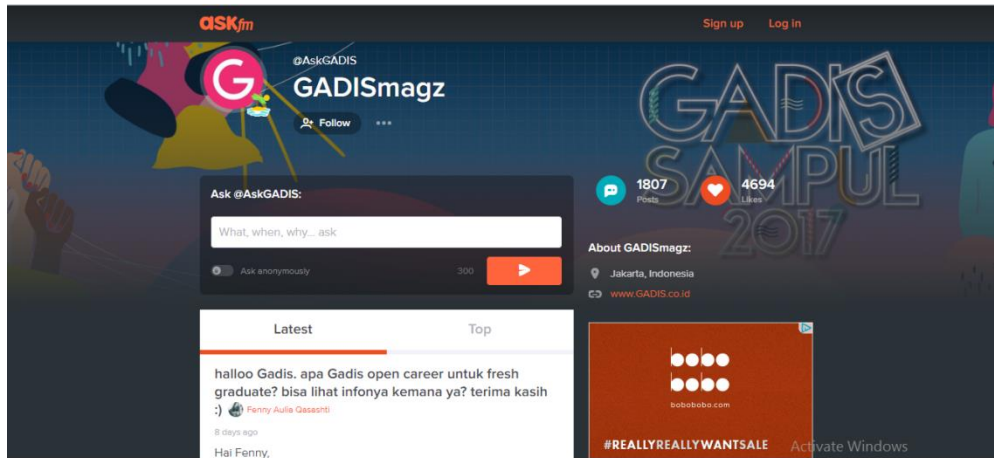 ASKfm
Sign up Log in
@AskGADIS
GADISmagz
Follow
GADIS
SAMPUL
2017
Ask @AskGADIS:
What, when, why... ask
Ask anonymously
300
1807
Posts
4694
Likes
About GADISmagz:
Jakarta, Indonesia
www.GADIS.co.id
Latest Top
halloo Gadis. apa Gadis open career untuk fresh
graduate? bisa lihat infonya kemana ya? terima kasih
:) Fenny Aulia Qasashti
8 days ago
Hai Fenny,
bobo
bobo
bobobobo.com
#REALLYREALLYWANTSALE
Activate Windows